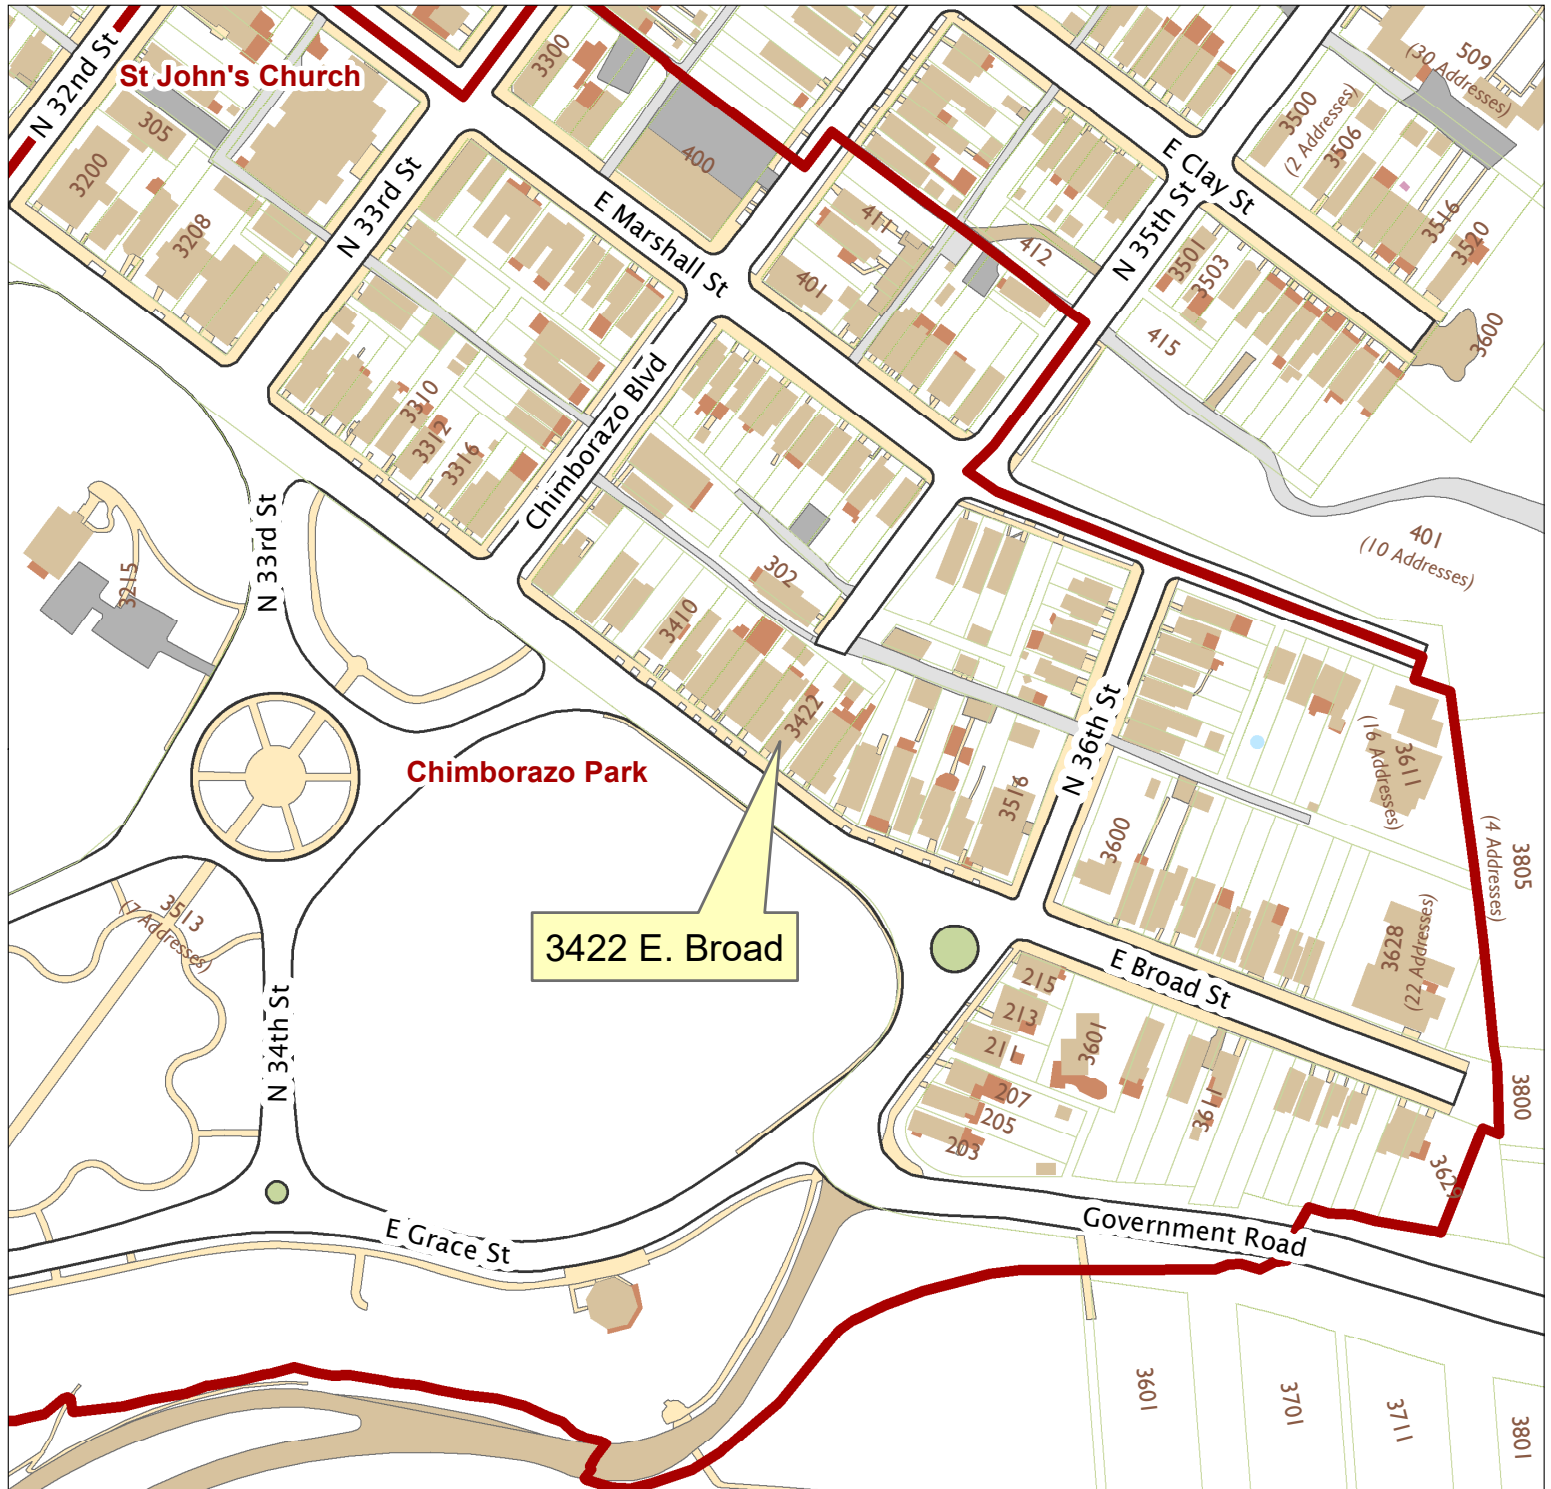 N 32nd St
St John's Church
305
3200
3208
N 33rd St
3300
400
E Marshall St
509
(30 Addresses)
3500
(2 Addresses)
3506
E Clay St
N 35th St
3516
3520
3501
3503
3600
415
411
412
401
3310
3312
3316
Chimborazo Blvd
401
(10 Addresses)
N 33rd St
3215
302
3410
3422
3516
N 36th St
3611
(16 Addresses)
3600
3805
(4 Addresses)
Chimborazo Park
3422 E. Broad
3513
(7 Addresses)
3628
(22 Addresses)
E Broad St
215
213
211
207
205
203
3601
3611
3800
3629
N 34th St
E Grace St
Government Road
3601
3701
3711
3801